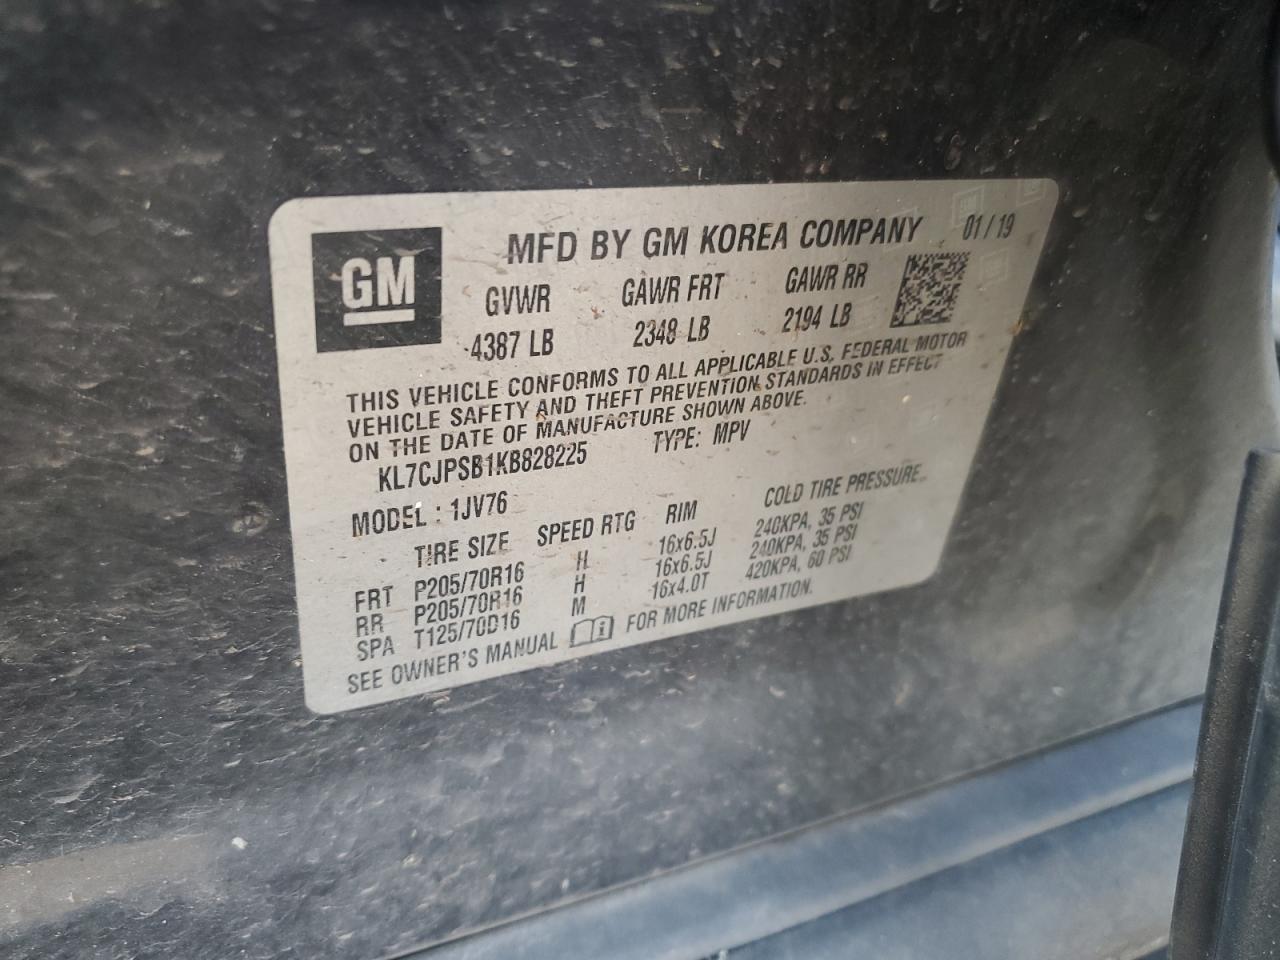 GM
MFD BY GM KOREA COMPANY 01/19
GVWR GAWR FRT GAWR RR
4387 LB 2348 LB 2194 LB
THIS VEHICLE CONFORMS TO ALL APPLICABLE U.S. FEDERAL MOTOR
VEHICLE SAFETY AND THEFT PREVENTION STANDARDS IN EFFECT
ON THE DATE OF MANUFACTURE SHOWN ABOVE.
KL7CJPSB1KB828225 TYPE: MPV
MODEL : 1JV76
TIRE SIZE SPEED RTG RIM COLD TIRE PRESSURE
FRT P205/70R16 H 16x6.5J 240KPA, 35 PSI
RR P205/70R16 H 16x6.5J 240KPA, 35 PSI
SPA T125/70D16 M 16x4.0T 420KPA, 60 PSI
SEE OWNER'S MANUAL i FOR MORE INFORMATION.